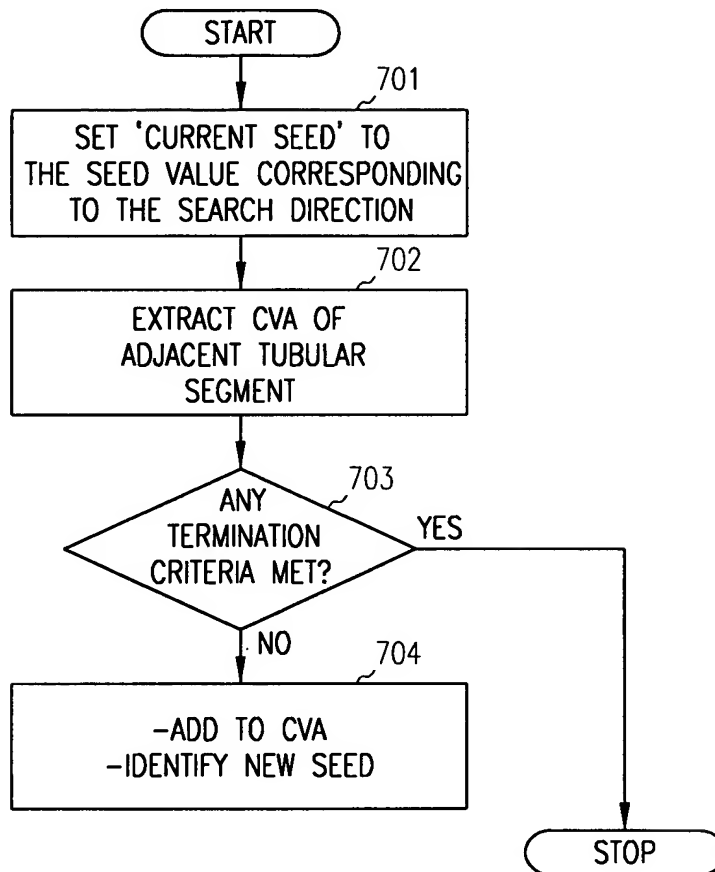 START
701
SET 'CURRENT SEED' TO
THE SEED VALUE CORRESPONDING
TO THE SEARCH DIRECTION
702
EXTRACT CVA OF
ADJACENT TUBULAR
SEGMENT
703
ANY
TERMINATION
CRITERIA MET?
YES
NO
704
-ADD TO CVA
-IDENTIFY NEW SEED
STOP